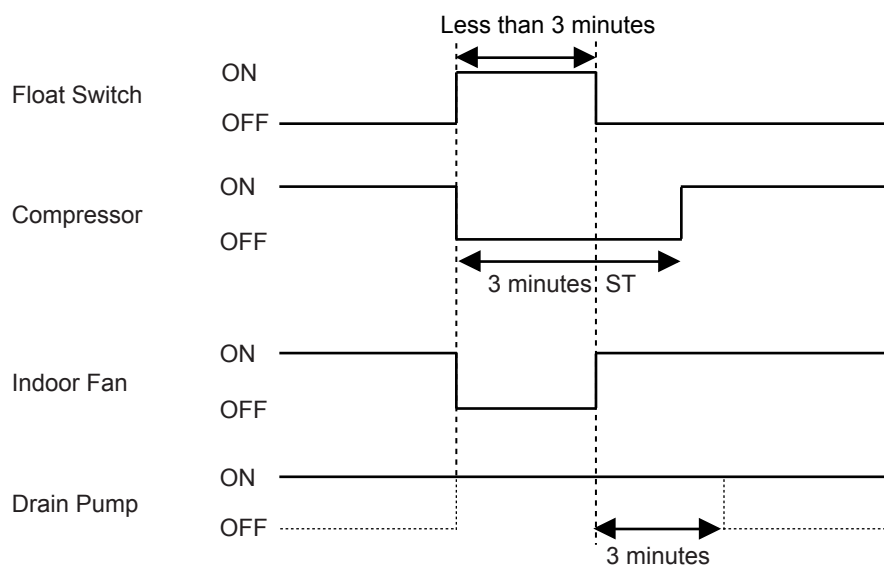 Less than 3 minutes
Float Switch
ON
OFF
Compressor
ON
OFF
3 minutes ST
Indoor Fan
ON
OFF
Drain Pump
ON
OFF
3 minutes